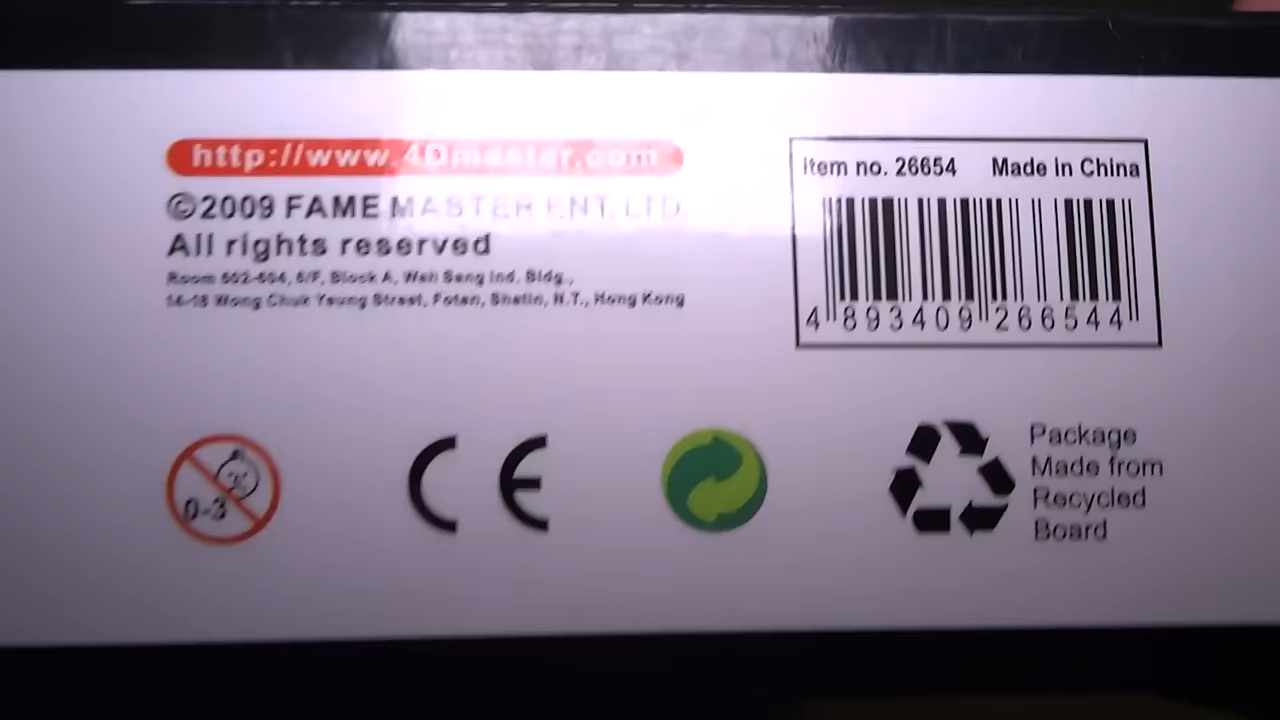 http://www.4Dmaster.com
©2009 FAME MASTER ENT. LTD.
All rights reserved
Room 602-604, 6/F, Block A, Wah Sang Ind. Bldg.,
14-18 Wong Chuk Yeung Street, Fotan, Shatin, N.T., Hong Kong
Item no. 26654 Made in China
4 893409 266544
0-3
CE
Package
Made from
Recycled
Board